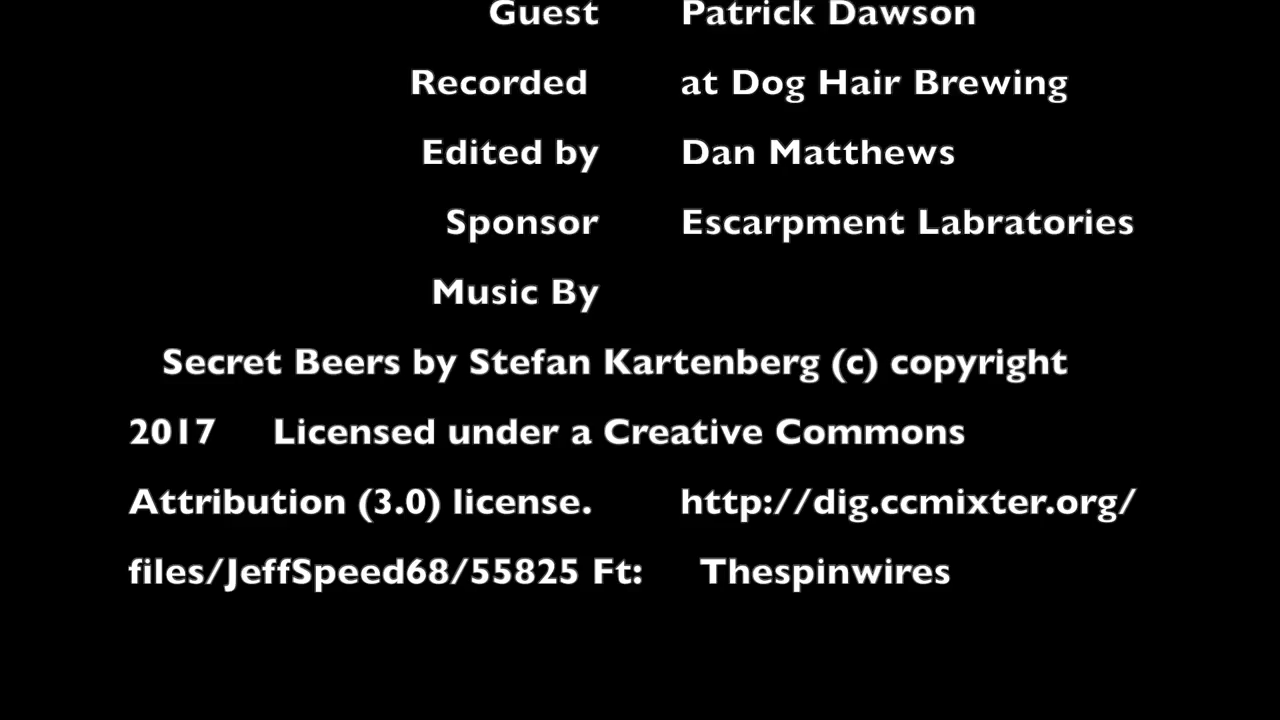 Guest Patrick Dawson
Recorded at Dog Hair Brewing
Edited by Dan Matthews
Sponsor Escarpment Labratories
Music By
Secret Beers by Stefan Kartenberg (c) copyright
2017 Licensed under a Creative Commons
Attribution (3.0) license. http://dig.ccmixter.org/
files/JeffSpeed68/55825 Ft: Thespinwires